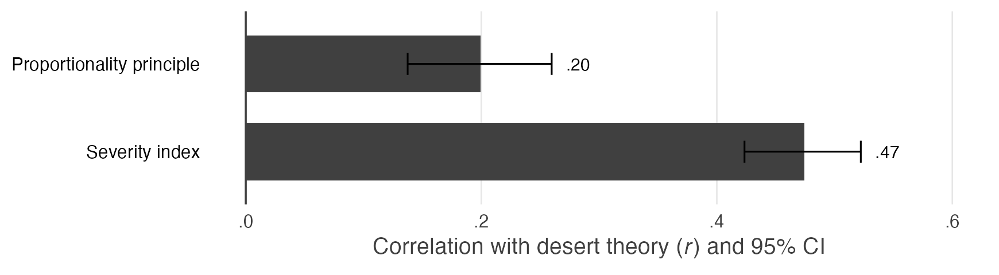 Proportionality principle
.20
Severity index
.47
.0 .2 .4 .6
Correlation with desert theory (r) and 95% CI